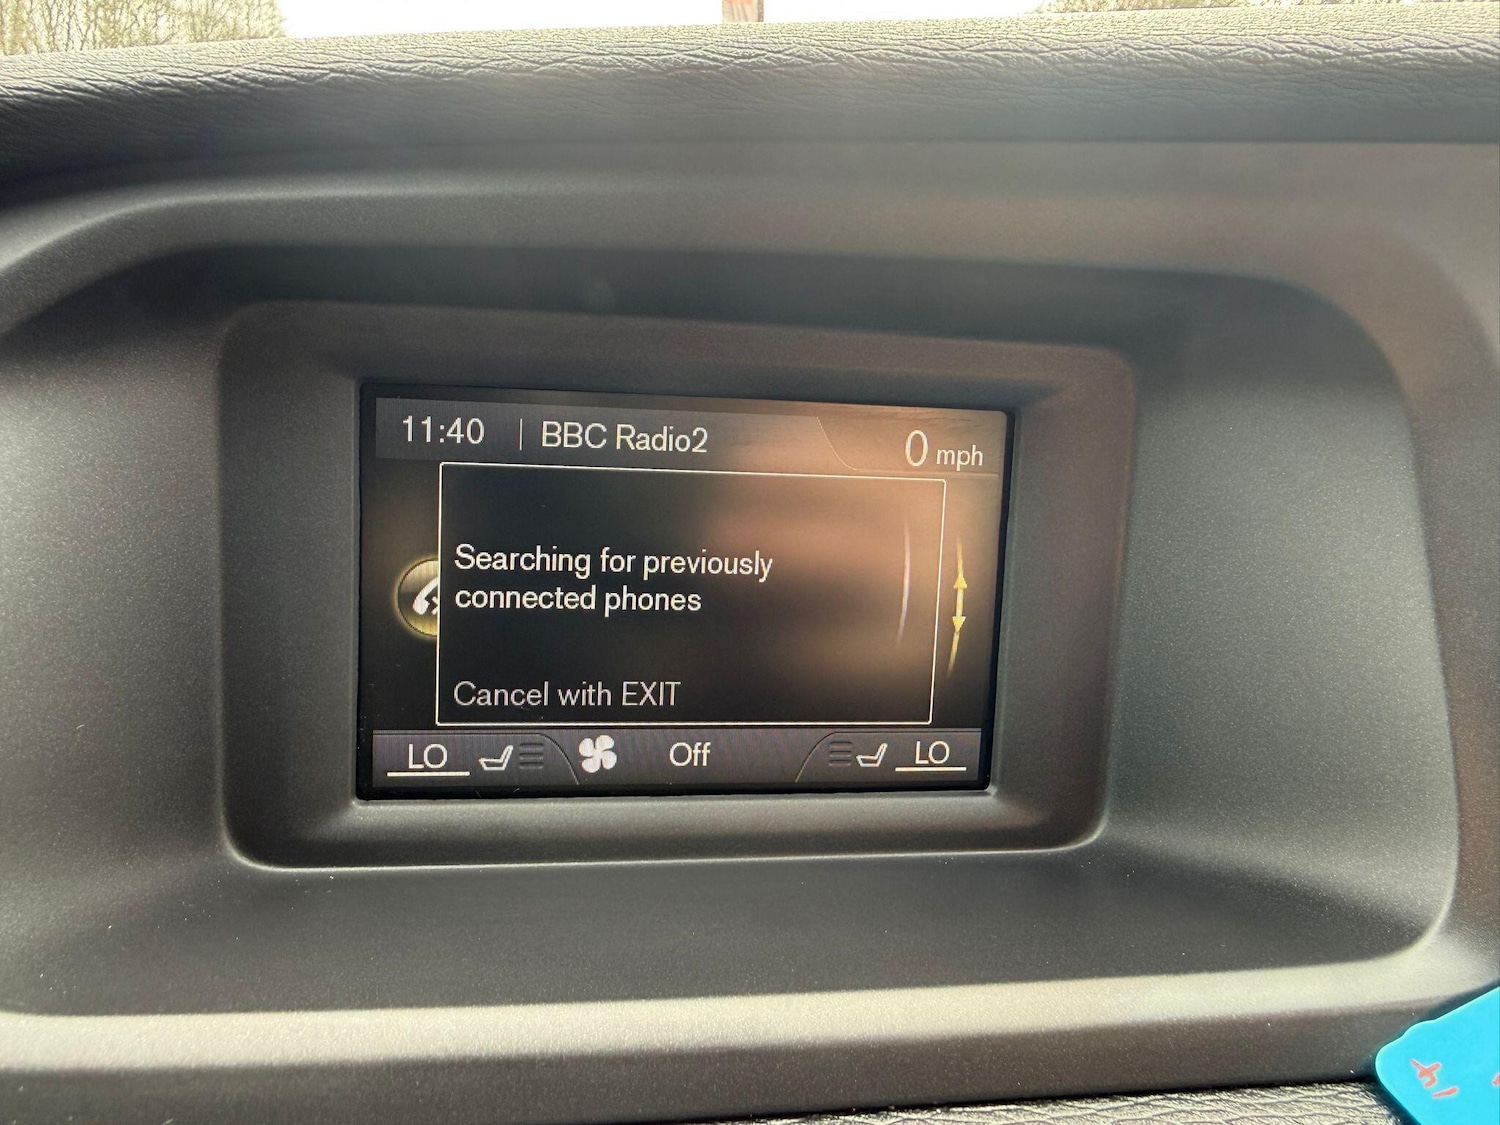 11:40 | BBC Radio2 0 mph
Searching for previously
connected phones
Cancel with EXIT
LO Off LO